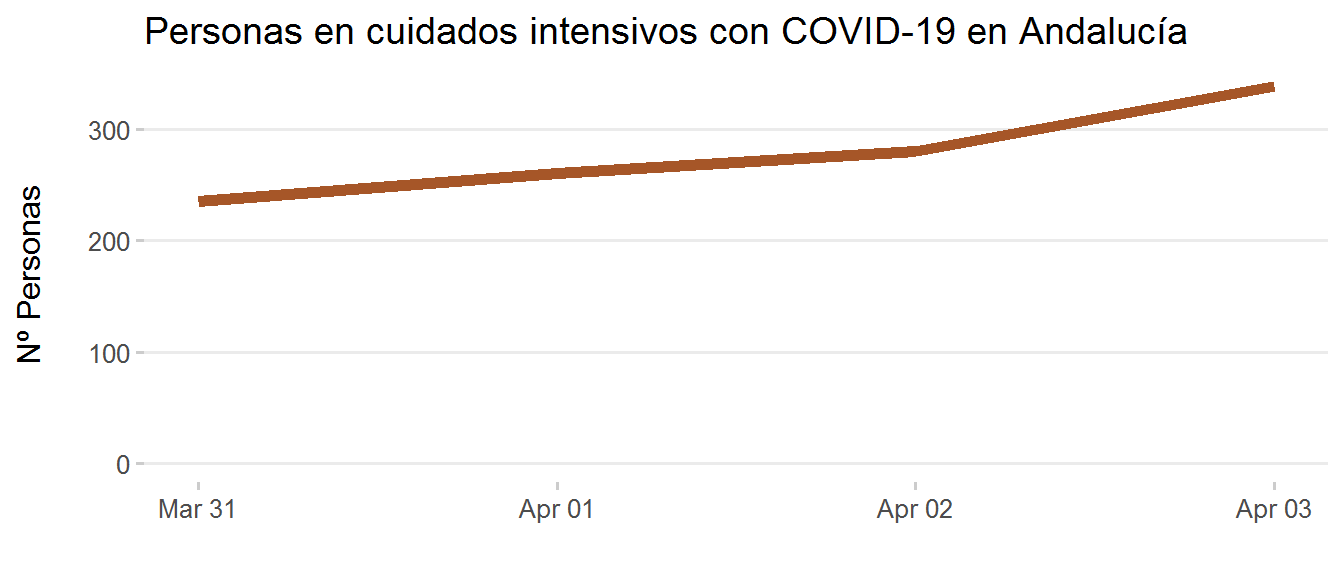 Personas en cuidados intensivos con COVID-19 en Andalucía
Nº Personas
300
200
100
0
Mar 31 Apr 01 Apr 02 Apr 03